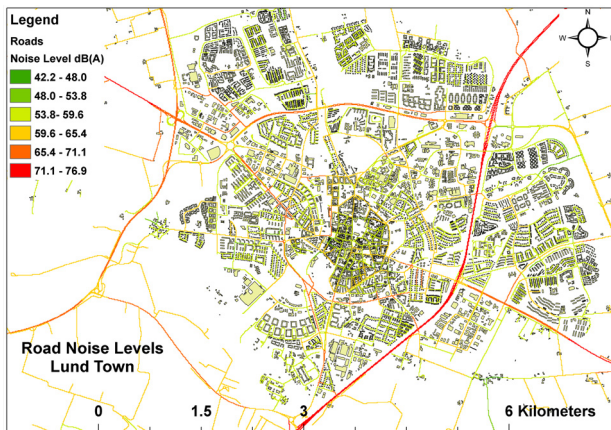 Legend
Roads
Noise Level dB(A)
42.2 - 48.0
48.0 - 53.8
53.8- 59.6
59.6 - 65.4
65.4 - 71.1
71.1 - 76.9
N
W
E
S
Road Noise Levels
Lund Town
0 1.5 3 6 Kilometers